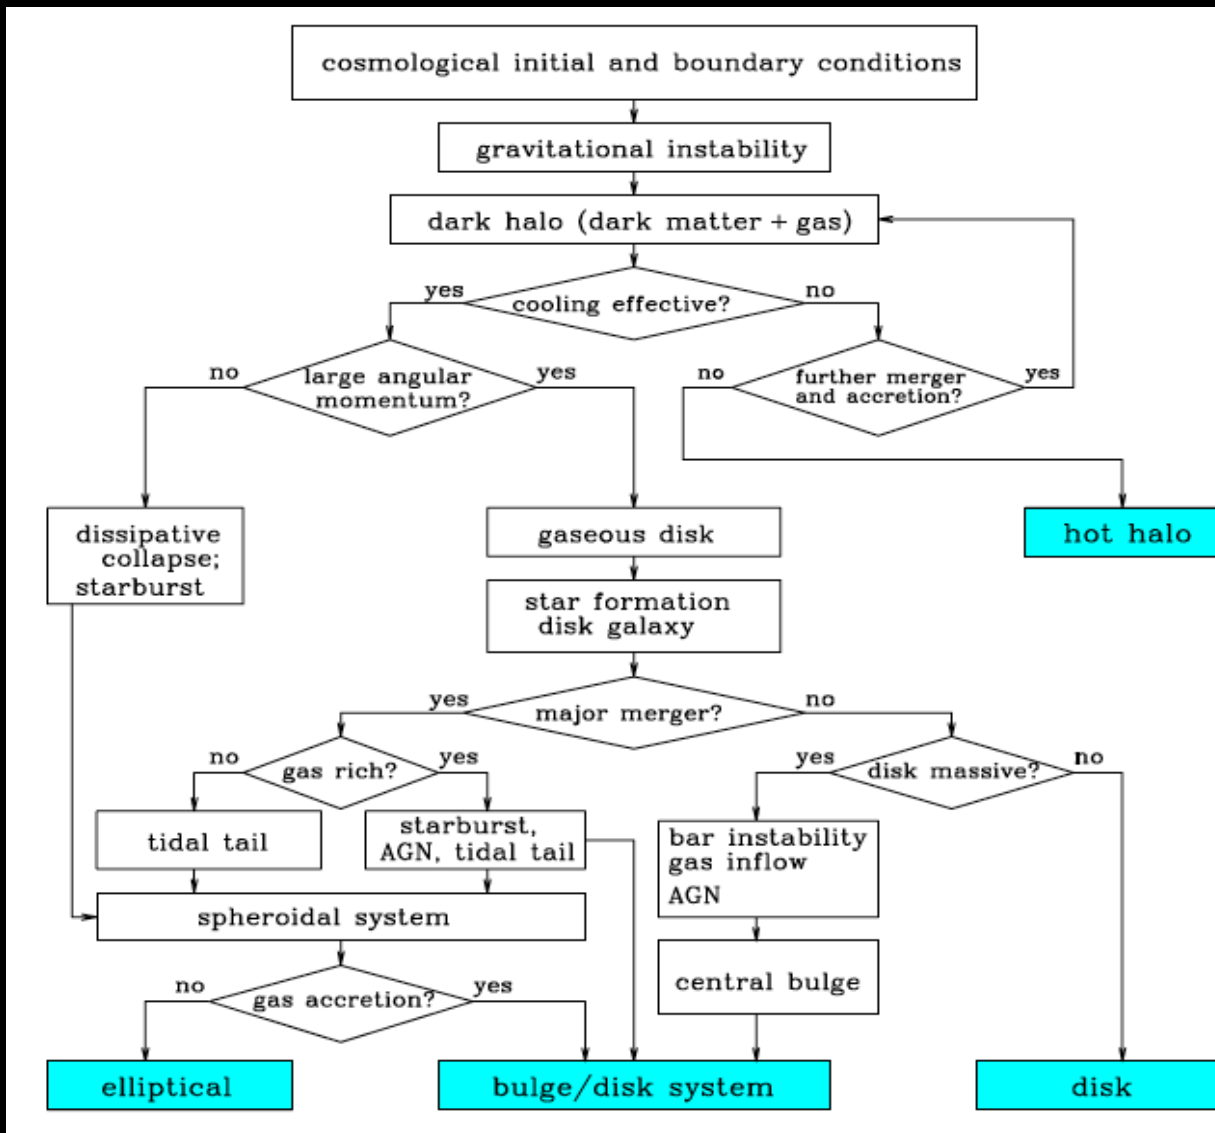 cosmological initial and boundary conditions
gravitational instability
dark halo (dark matter + gas)
yes
cooling effective?
no
no
large angular
momentum?
yes
no
further merger
and accretion?
yes
dissipative
collapse;
starburst
gaseous disk
hot halo
star formation
disk galaxy
yes
major merger?
no
no
gas rich?
yes
yes
disk massive?
no
tidal tail
starburst,
AGN, tidal tail
bar instability
gas inflow
AGN
spheroidal system
central bulge
no
gas accretion?
yes
elliptical
bulge/disk system
disk